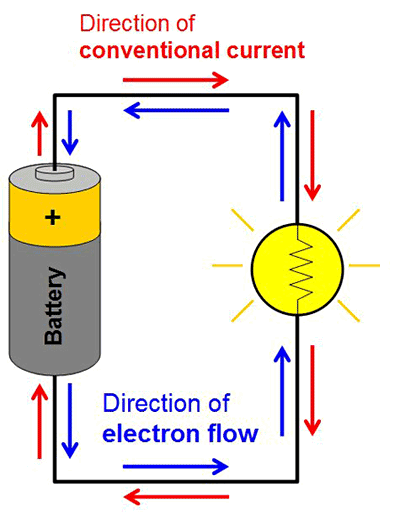 Direction of
conventional current
+
Battery
Direction of
electron flow